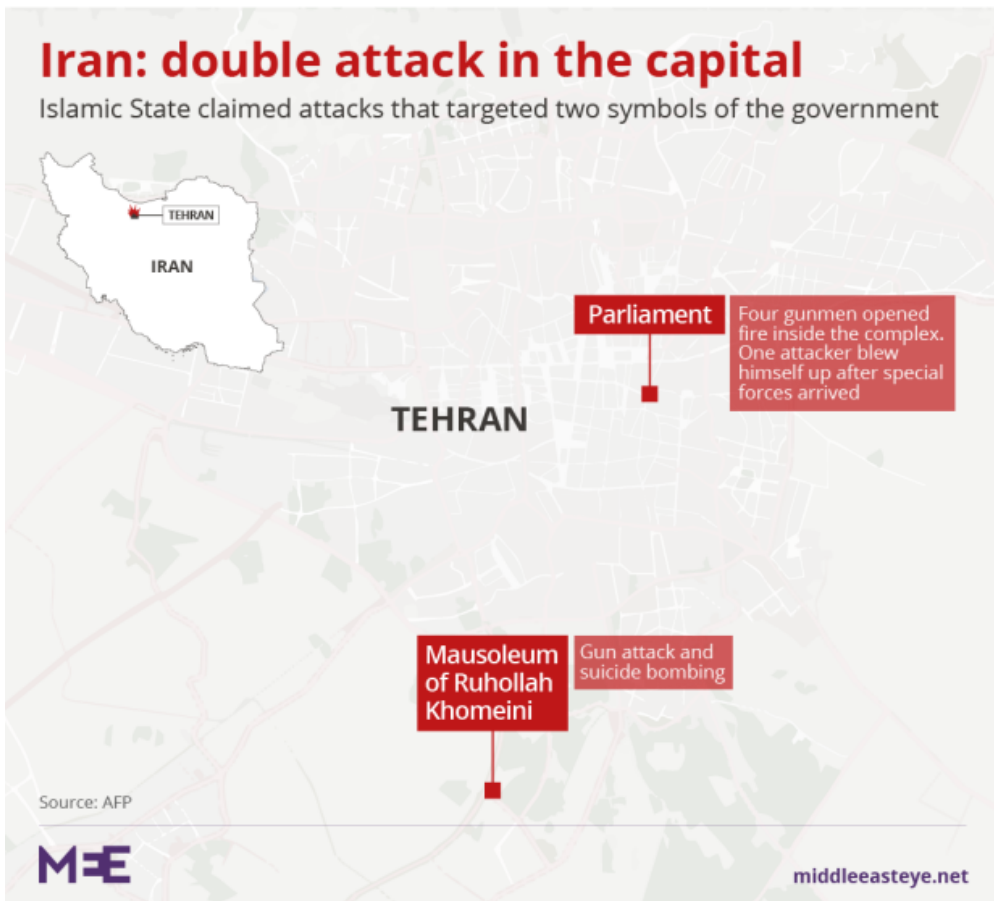 Iran: double attack in the capital
Islamic State claimed attacks that targeted two symbols of the government
TEHRAN
IRAN
Parliament
Four gunmen opened
fire inside the complex.
One attacker blew
himself up after special
forces arrived
TEHRAN
Mausoleum
of Ruhollah
Khomeini
Gun attack and
suicide bombing
Source: AFP
MEE
middleeasteye.net